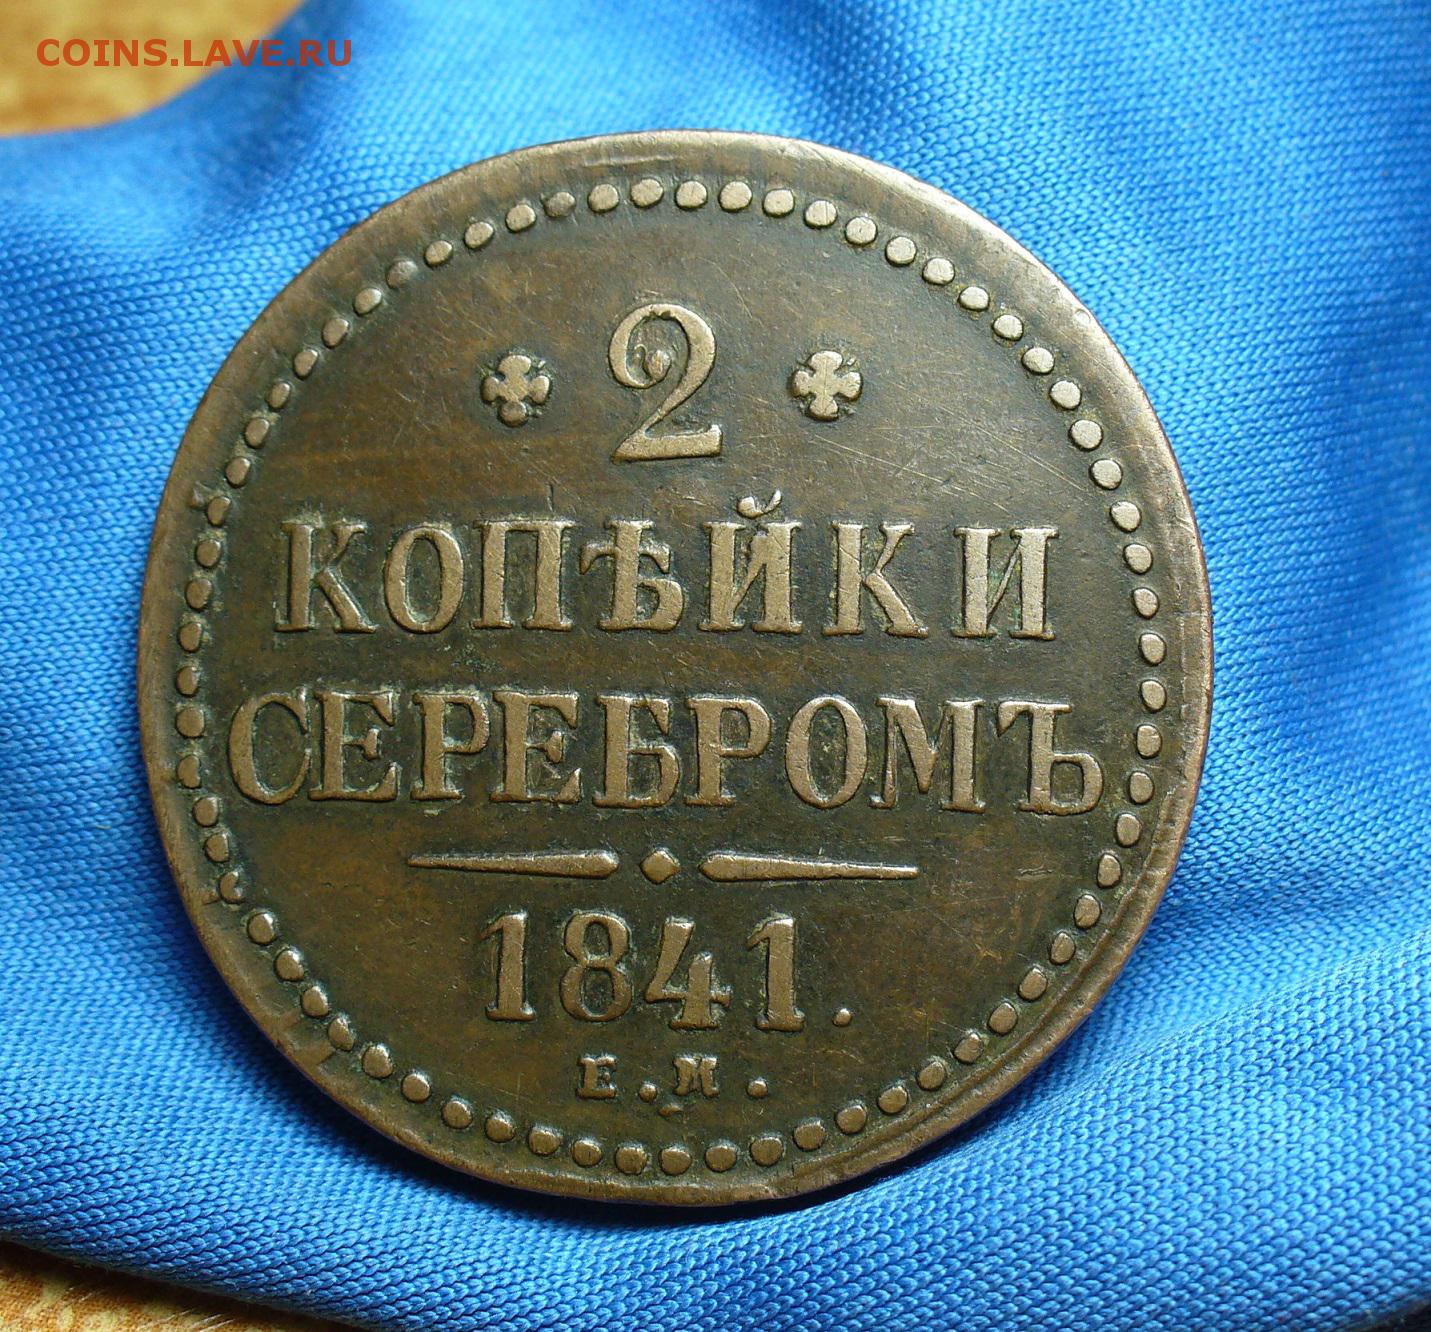 COINS.LAVE.RU
2
КОПѢЙКИ
СЕРЕБРОМЪ
1841.
Е.М.